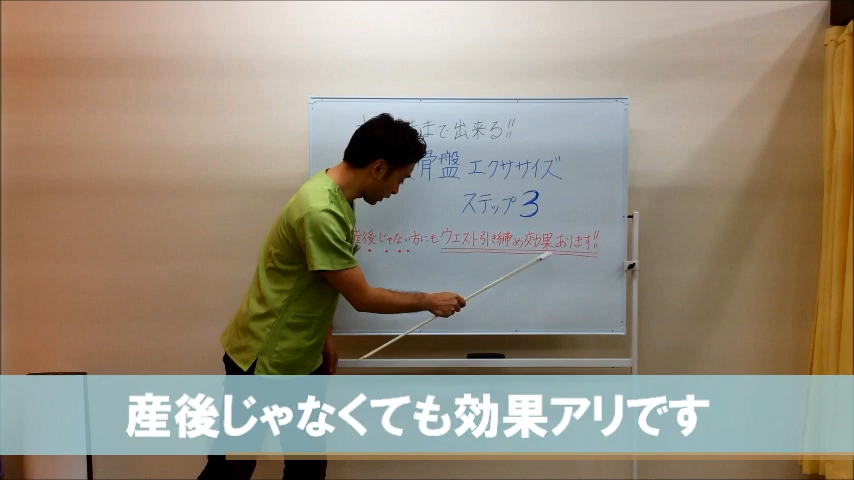 まで出来る!!
骨盤エクササイズ
ステップ3
産後じゃない方にもウエスト引き締め効果あります!!
産後じゃなくても効果アリです